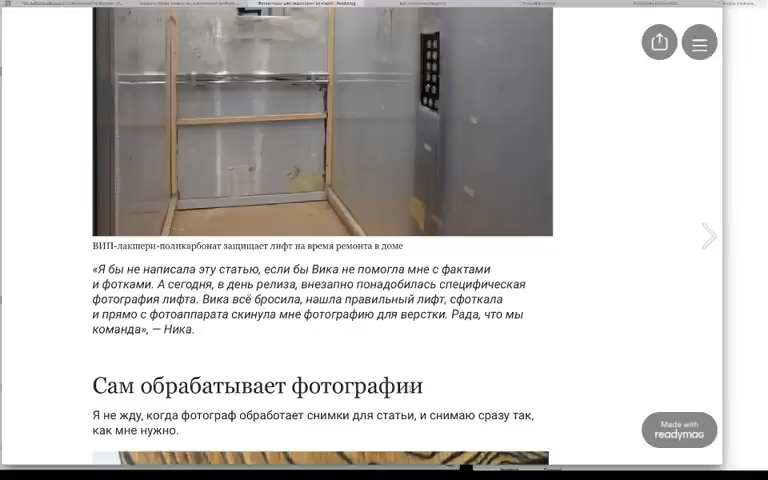 ВИП-лакшери-поликарбонат защищает лифт на время ремонта в доме
«Я бы не написала эту статью, если бы Вика не помогла мне с фактами
и фотками. А сегодня, в день релиза, внезапно понадобилась специфическая
фотография лифта. Вика всё бросила, нашла правильный лифт, сфоткала
и прямо с фотоаппарата скинула мне фотографию для верстки. Рада, что мы
команда», — Ника.
Сам обрабатывает фотографии
Я не жду, когда фотограф обработает снимки для статьи, и снимаю сразу так,
как мне нужно.
Made with
readymag